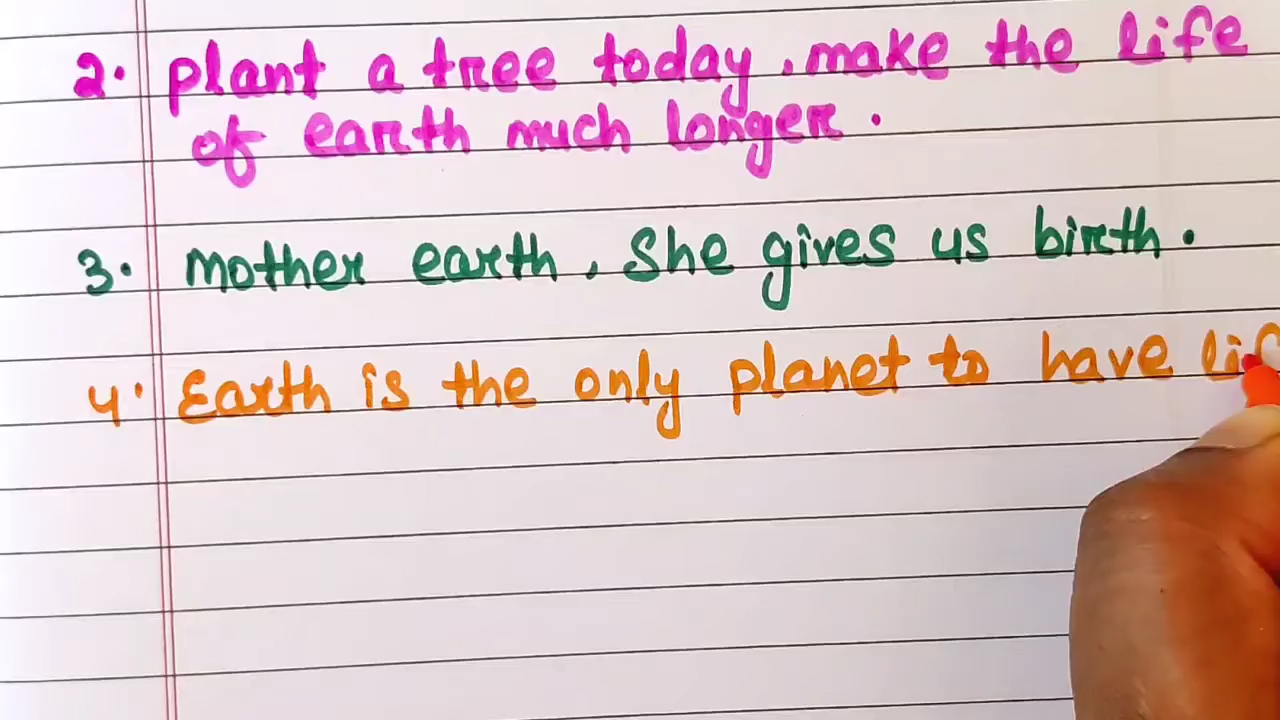 2. plant a tree today, make the life
of earth much longer.
3. mother earth, She gives us birth.
4. Earth is the only planet to have lif